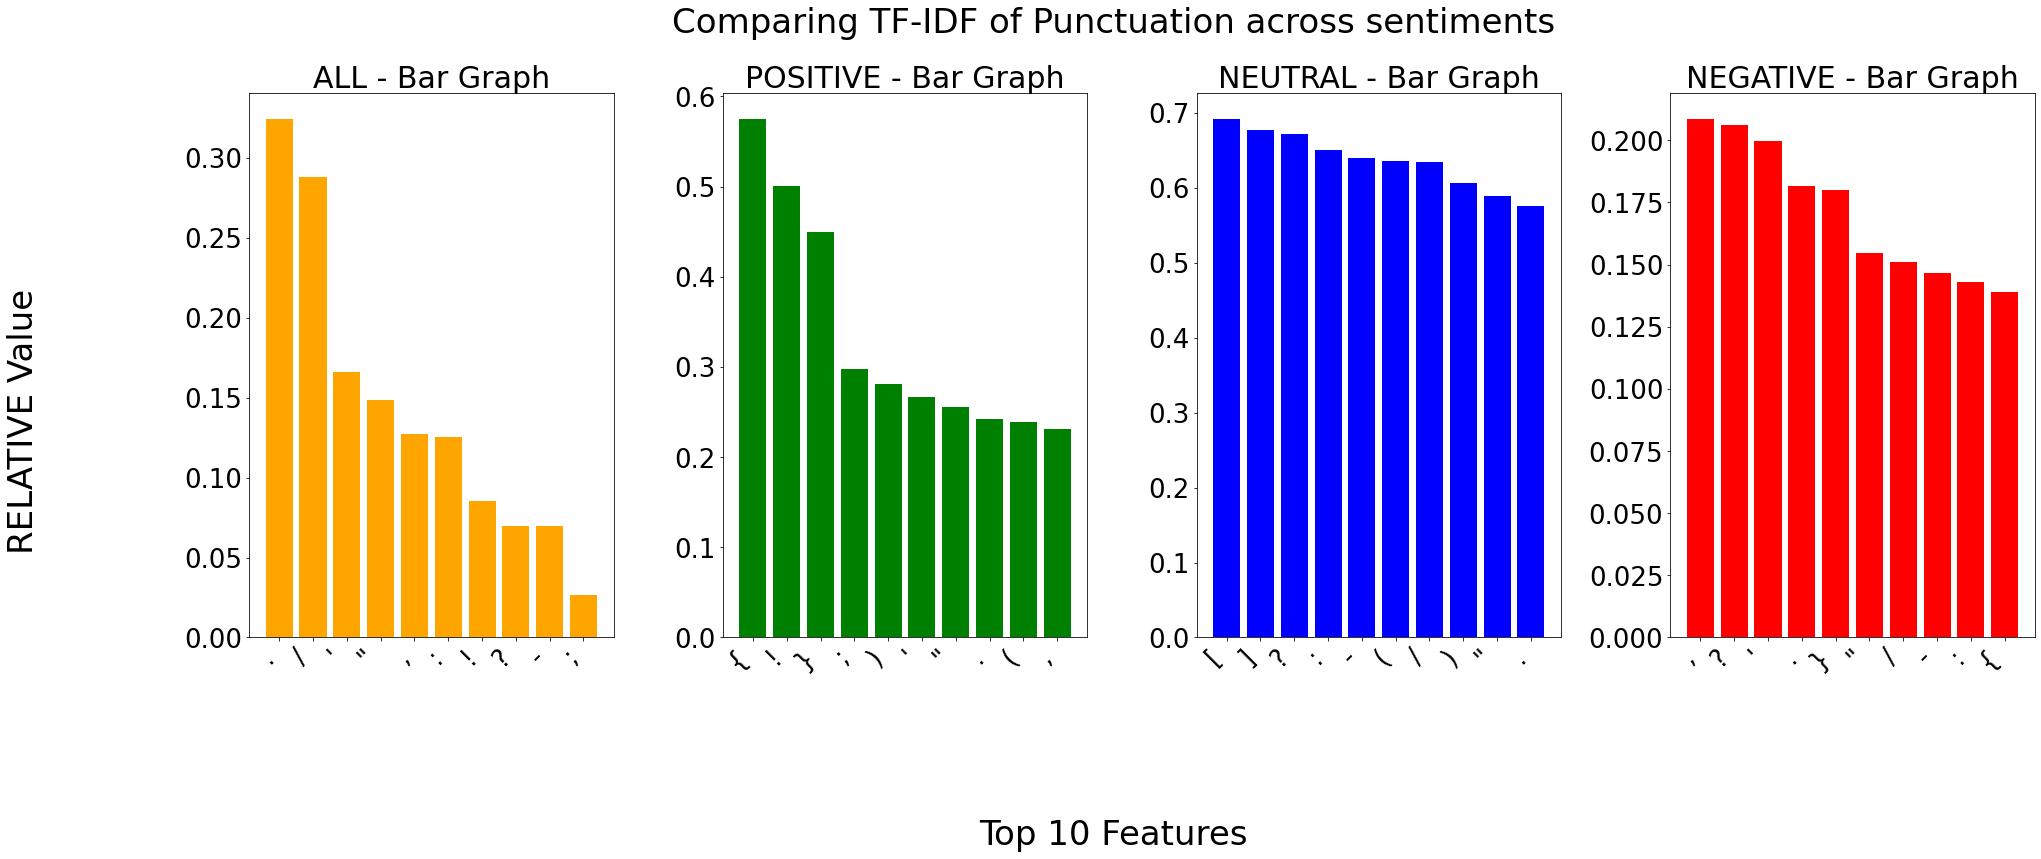 Comparing TF-IDF of Punctuation across sentiments
ALL - Bar Graph
POSITIVE - Bar Graph
NEUTRAL - Bar Graph
NEGATIVE - Bar Graph
RELATIVE Value
0.30
0.25
0.20
0.15
0.10
0.05
0.00
. / ' " , : ! ? - ;
0.6
0.5
0.4
0.3
0.2
0.1
0.0
{ ! } ; ) ' " . ( ,
0.7
0.6
0.5
0.4
0.3
0.2
0.1
0.0
[ ] ? : - ( / ) " .
0.200
0.175
0.150
0.125
0.100
0.075
0.050
0.025
0.000
, ? ' . } " / - : {
Top 10 Features